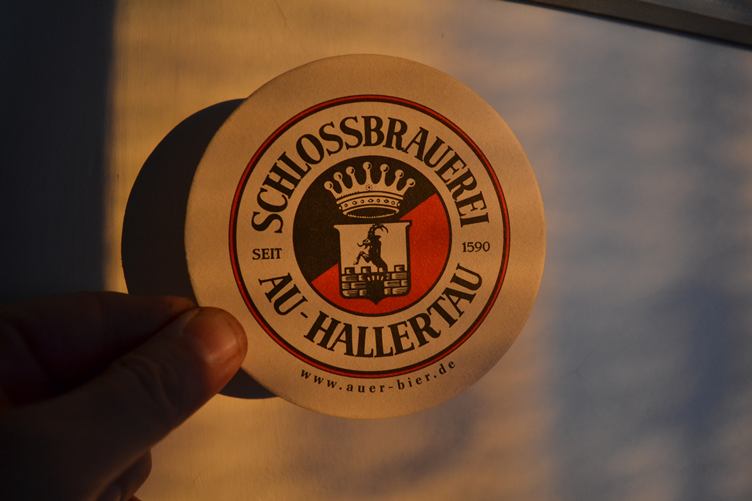 SCHLOSSBRAUEREI
SEIT 1590
AU-HALLERTAU
www.auer-bier.de